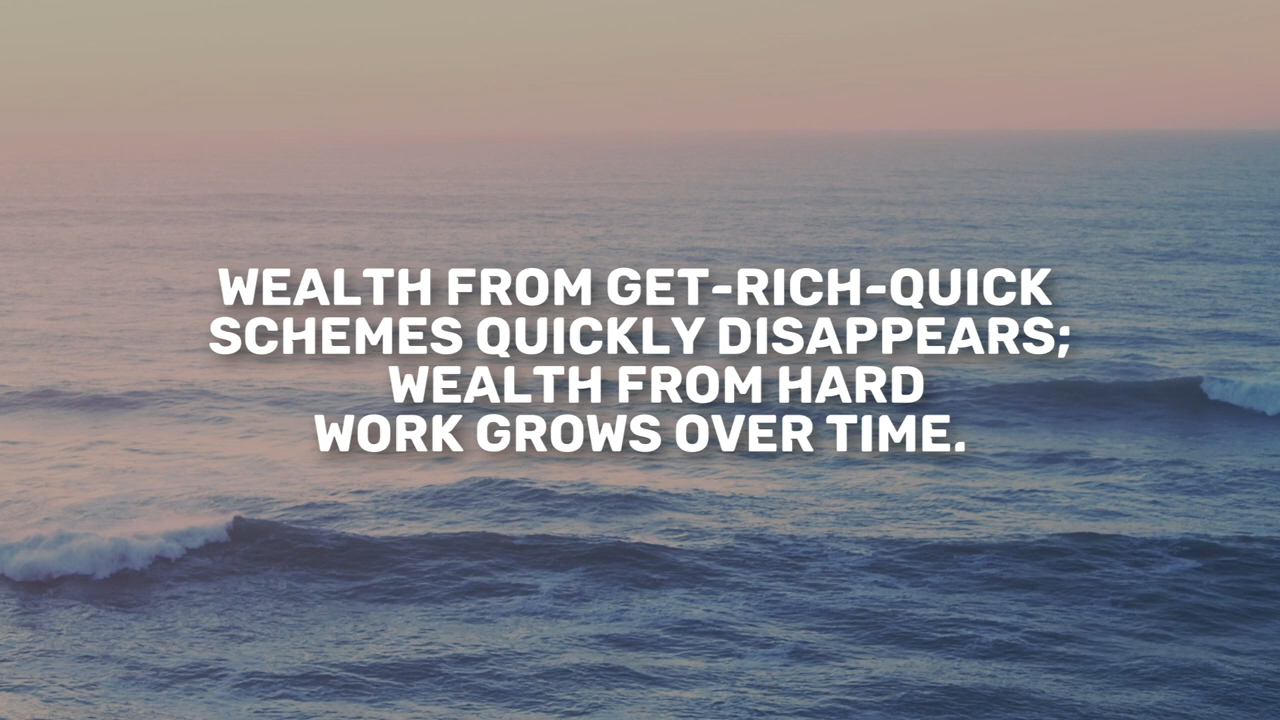 WEALTH FROM GET-RICH-QUICK
SCHEMES QUICKLY DISAPPEARS;
WEALTH FROM HARD
WORK GROWS OVER TIME.